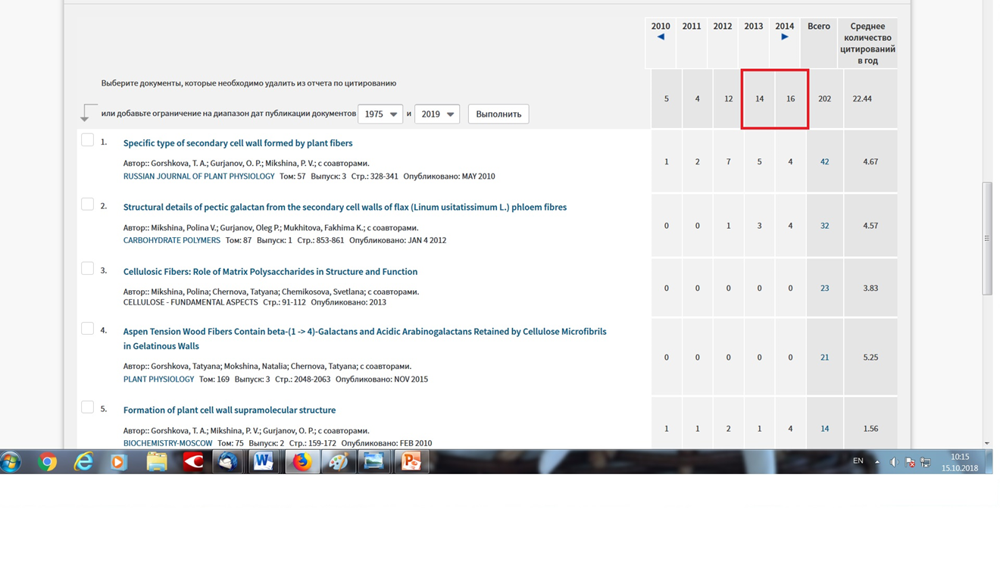 2010 2011 2012 2013 2014 Всего Среднее
количество
цитирований
в год
Выберите документы, которые необходимо удалить из отчета по цитированию
или добавьте ограничение на диапазон дат публикации документов 1975 и 2019 Выполнить
5 4 12 14 16 202 22.44
1. Specific type of secondary cell wall formed by plant fibers
Автор:: Gorshkova, T. A.; Gurjanov, O. P.; Mikshina, P. V.; с соавторами.
RUSSIAN JOURNAL OF PLANT PHYSIOLOGY Том: 57 Выпуск: 3 Стр.: 328-341 Опубликовано: MAY 2010
1 2 7 5 4 42 4.67
2. Structural details of pectic galactan from the secondary cell walls of flax (Linum usitatissimum L.) phloem fibres
Автор:: Mikshina, Polina V.; Gurjanov, Oleg P.; Mukhitova, Fakhima K.; с соавторами.
CARBOHYDRATE POLYMERS Том: 87 Выпуск: 1 Стр.: 853-861 Опубликовано: JAN 4 2012
0 0 1 3 4 32 4.57
3. Cellulosic Fibers: Role of Matrix Polysaccharides in Structure and Function
Автор:: Mikshina, Polina; Chernova, Tatyana; Chemikosova, Svetlana; с соавторами.
CELLULOSE - FUNDAMENTAL ASPECTS Стр.: 91-112 Опубликовано: 2013
0 0 0 0 0 23 3.83
4. Aspen Tension Wood Fibers Contain beta-(1 -> 4)-Galactans and Acidic Arabinogalactans Retained by Cellulose Microfibrils
in Gelatinous Walls
Автор:: Gorshkova, Tatyana; Mokshina, Natalia; Chernova, Tatyana; с соавторами.
PLANT PHYSIOLOGY Том: 169 Выпуск: 3 Стр.: 2048-2063 Опубликовано: NOV 2015
0 0 0 0 0 21 5.25
5. Formation of plant cell wall supramolecular structure
Автор:: Gorshkova, T. A.; Mikshina, P. V.; Gurjanov, O. P.; с соавторами.
BIOCHEMISTRY-MOSCOW Том: 75 Выпуск: 2 Стр.: 159-172 Опубликовано: FEB 2010
1 1 2 1 4 14 1.56
EN 10:15
15.10.2018